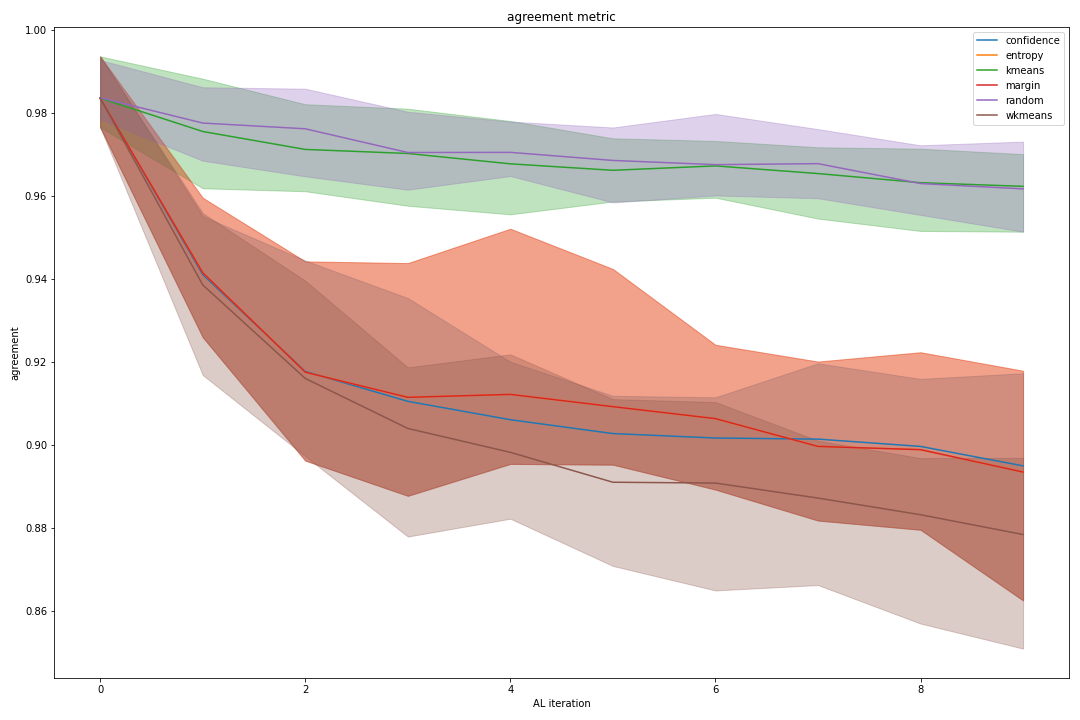 agreement metric
1.00
0.98
0.96
0.94
0.92
0.90
0.88
0.86
agreement
0
2
4
6
8
AL iteration
confidence
entropy
kmeans
margin
random
wkmeans